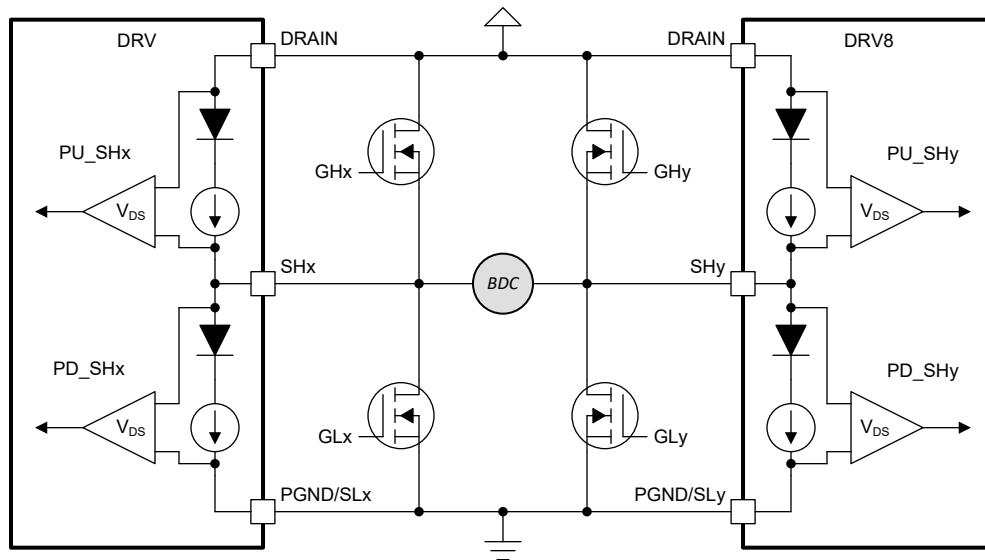 DRV
DRAIN
DRAIN
DRV8
PU_SHx
PU_SHy
GHx
GHy
VDS
VDS
SHx
SHy
BDC
PD_SHx
PD_SHy
VDS
GLx
GLy
VDS
PGND/SLx
PGND/SLy